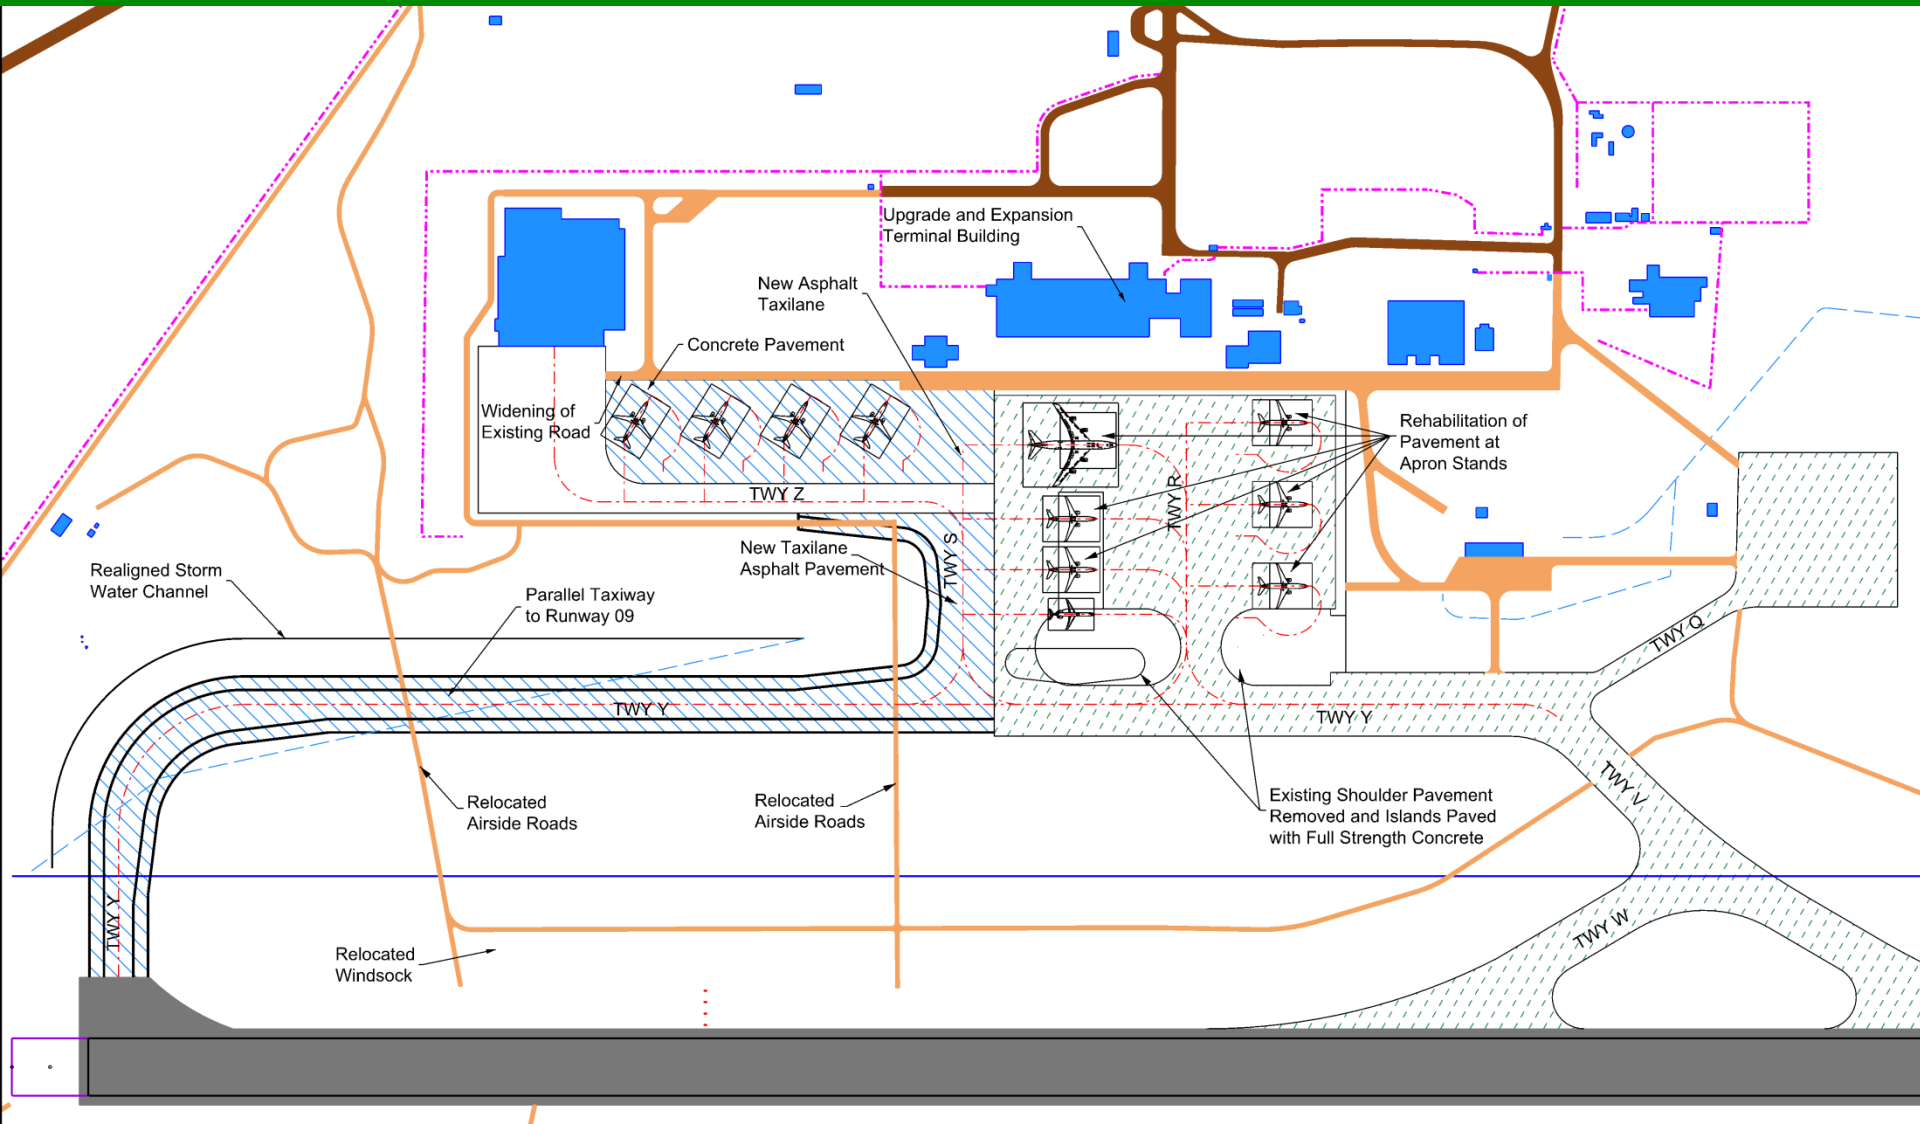 Upgrade and Expansion
Terminal Building
New Asphalt
Taxilane
Concrete Pavement
Widening of
Existing Road
Rehabilitation of
Pavement at
Apron Stands
TWY Z
TWY R
TWY S
New Taxilane
Asphalt Pavement
Realigned Storm
Water Channel
Parallel Taxiway
to Runway 09
TWY Q
TWY Y
TWY Y
TWY V
Relocated
Airside Roads
Relocated
Airside Roads
Existing Shoulder Pavement
Removed and Islands Paved
with Full Strength Concrete
TWY Y
TWY W
Relocated
Windsock